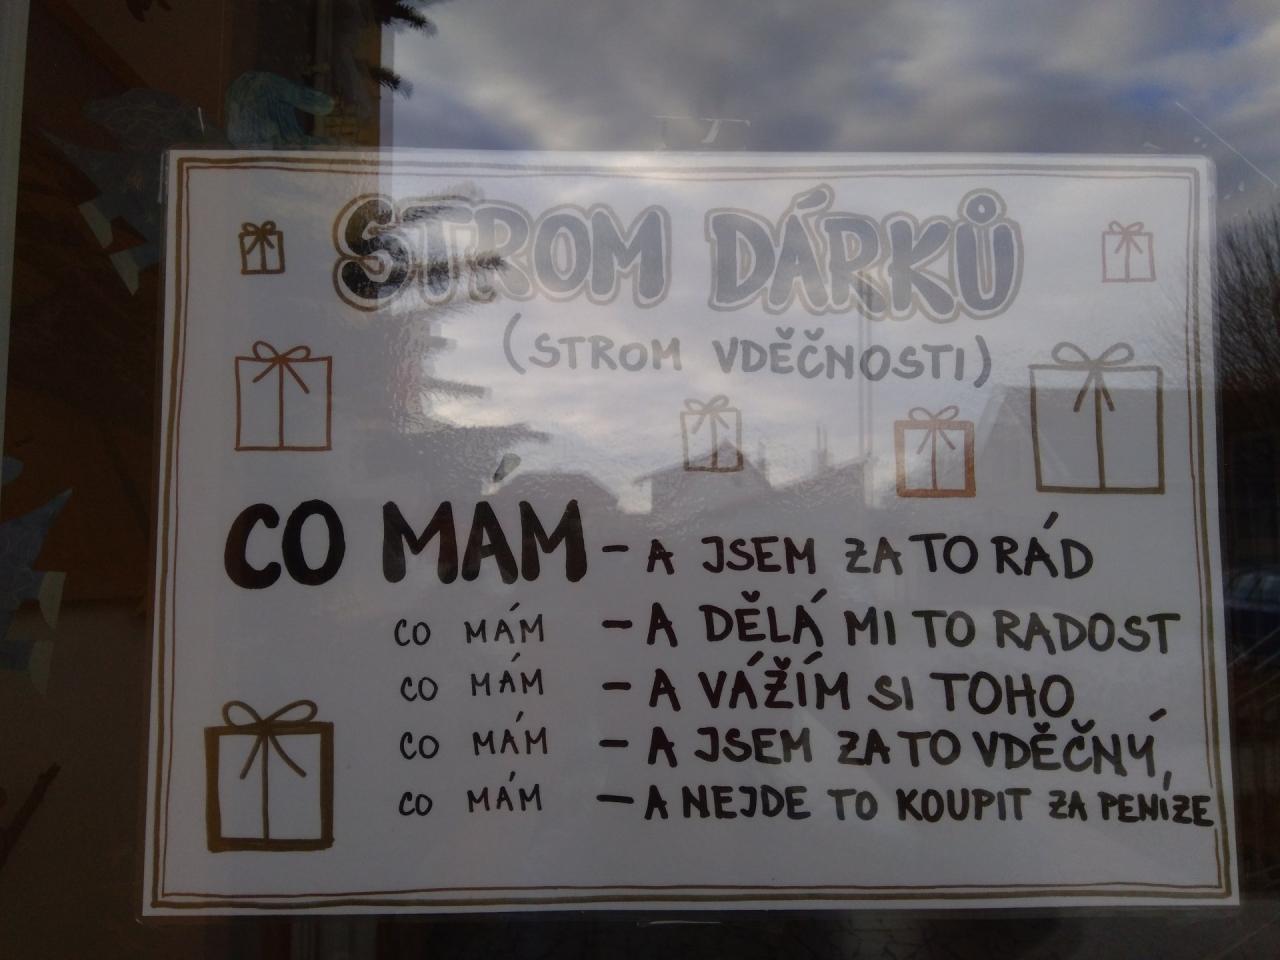 STROM DÁRKŮ
(STROM VDĚČNOSTI)
CO MÁM - A JSEM ZA TO RÁD
CO MÁM - A DĚLÁ MI TO RADOST
CO MÁM - A VÁŽÍM SI TOHO
CO MÁM - A JSEM ZA TO VDĚČNÝ,
CO MÁM - A NEJDE TO KOUPIT ZA PENÍZE